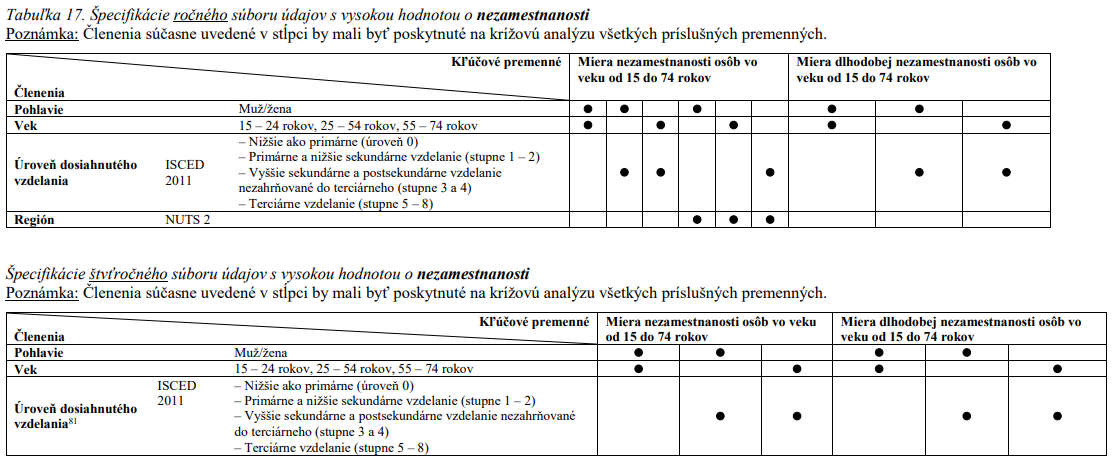 Tabuľka 17. Špecifikácie ročného súboru údajov s vysokou hodnotou o nezamestnanosti
Poznámka: Členenia súčasne uvedené v stĺpci by mali byť poskytnuté na krížovú analýzu všetkých príslušných premenných.
Kľúčové premenné
Členenia
Miera nezamestnanosti osôb vo
veku od 15 do 74 rokov
Miera dlhodobej nezamestnanosti osôb vo
veku od 15 do 74 rokov
Pohlavie Muž/žena ● ● ● ● ●
Vek 15 – 24 rokov, 25 – 54 rokov, 55 – 74 rokov ● ● ● ● ●
Úroveň dosiahnutého
vzdelania
ISCED
2011
– Nižšie ako primárne (úroveň 0)
– Primárne a nižšie sekundárne vzdelanie (stupne 1 – 2)
– Vyššie sekundárne a postsekundárne vzdelanie
nezahrňované do terciárneho (stupne 3 a 4)
– Terciárne vzdelanie (stupne 5 – 8)
● ● ● ● ●
Región NUTS 2 ● ● ●
Špecifikácie štvťročného súboru údajov s vysokou hodnotou o nezamestnanosti
Poznámka: Členenia súčasne uvedené v stĺpci by mali byť poskytnuté na krížovú analýzu všetkých príslušných premenných.
Kľúčové premenné
Členenia
Miera nezamestnanosti osôb vo veku
od 15 do 74 rokov
Miera dlhodobej nezamestnanosti osôb vo
veku od 15 do 74 rokov
Pohlavie Muž/žena ● ● ● ●
Vek 15 – 24 rokov, 25 – 54 rokov, 55 – 74 rokov ● ● ● ●
Úroveň dosiahnutého
vzdelania81
ISCED
2011
– Nižšie ako primárne (úroveň 0)
– Primárne a nižšie sekundárne vzdelanie (stupne 1 – 2)
– Vyššie sekundárne a postsekundárne vzdelanie nezahrňované
do terciárneho (stupne 3 a 4)
– Terciárne vzdelanie (stupne 5 – 8)
● ● ● ●